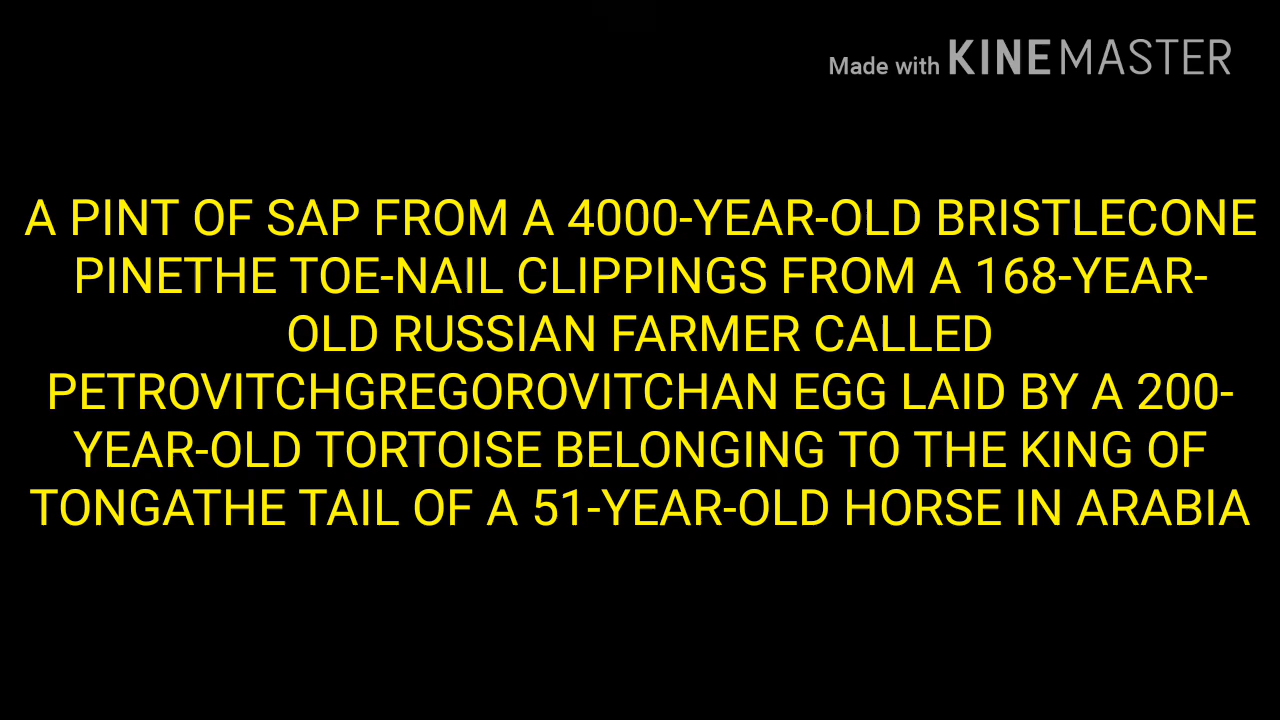 Made with KINEMASTER
A PINT OF SAP FROM A 4000-YEAR-OLD BRISTLECONE
PINETHE TOE-NAIL CLIPPINGS FROM A 168-YEAR-
OLD RUSSIAN FARMER CALLED
PETROVITCHGREGOROVITCHAN EGG LAID BY A 200-
YEAR-OLD TORTOISE BELONGING TO THE KING OF
TONGATHE TAIL OF A 51-YEAR-OLD HORSE IN ARABIA